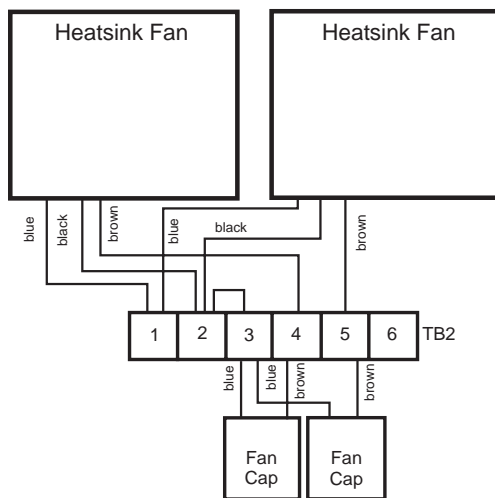 Heatsink Fan
Heatsink Fan
blue
black
brown
blue
black
brown
1
2
3
4
5
6
TB2
blue
blue
brown
brown
Fan
Cap
Fan
Cap